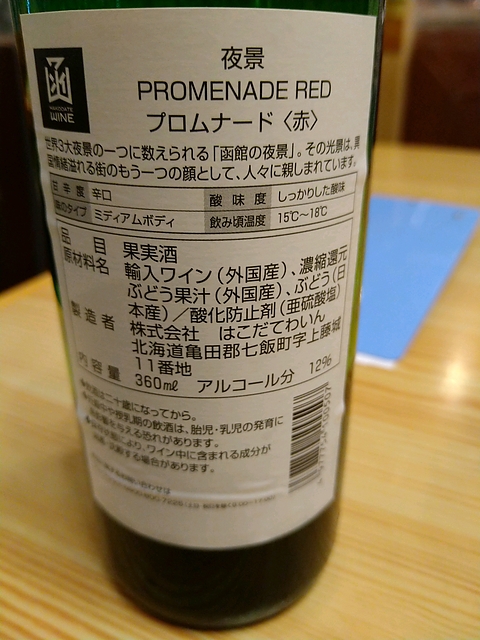 函
HAKODATE
WINE
夜景
PROMENADE RED
プロムナード〈赤〉
世界3大夜景の一つに数えられる「函館の夜景」。その光景は、異
国情緒溢れる街のもう一つの顔として、人々に親しまれています。
甘辛度 辛口 酸味度 しっかりした酸味
味のタイプ ミディアムボディ 飲み頃温度 15℃〜18℃
品目 果実酒
原材料名 輸入ワイン(外国産)、濃縮還元
ぶどう果汁(外国産)、ぶどう(日
本産)/酸化防止剤(亜硫酸塩)
製造者 株式会社 はこだてわいん
北海道亀田郡七飯町字上藤城
11番地
内容量 360㎖ アルコール分 12%
●飲酒は二十歳になってから。
授乳期の飲酒は、胎児・乳児の発育に
悪影響を与える恐れがあります。
により、ワイン中に含まれる成分が
する場合があります。
お問い合わせは